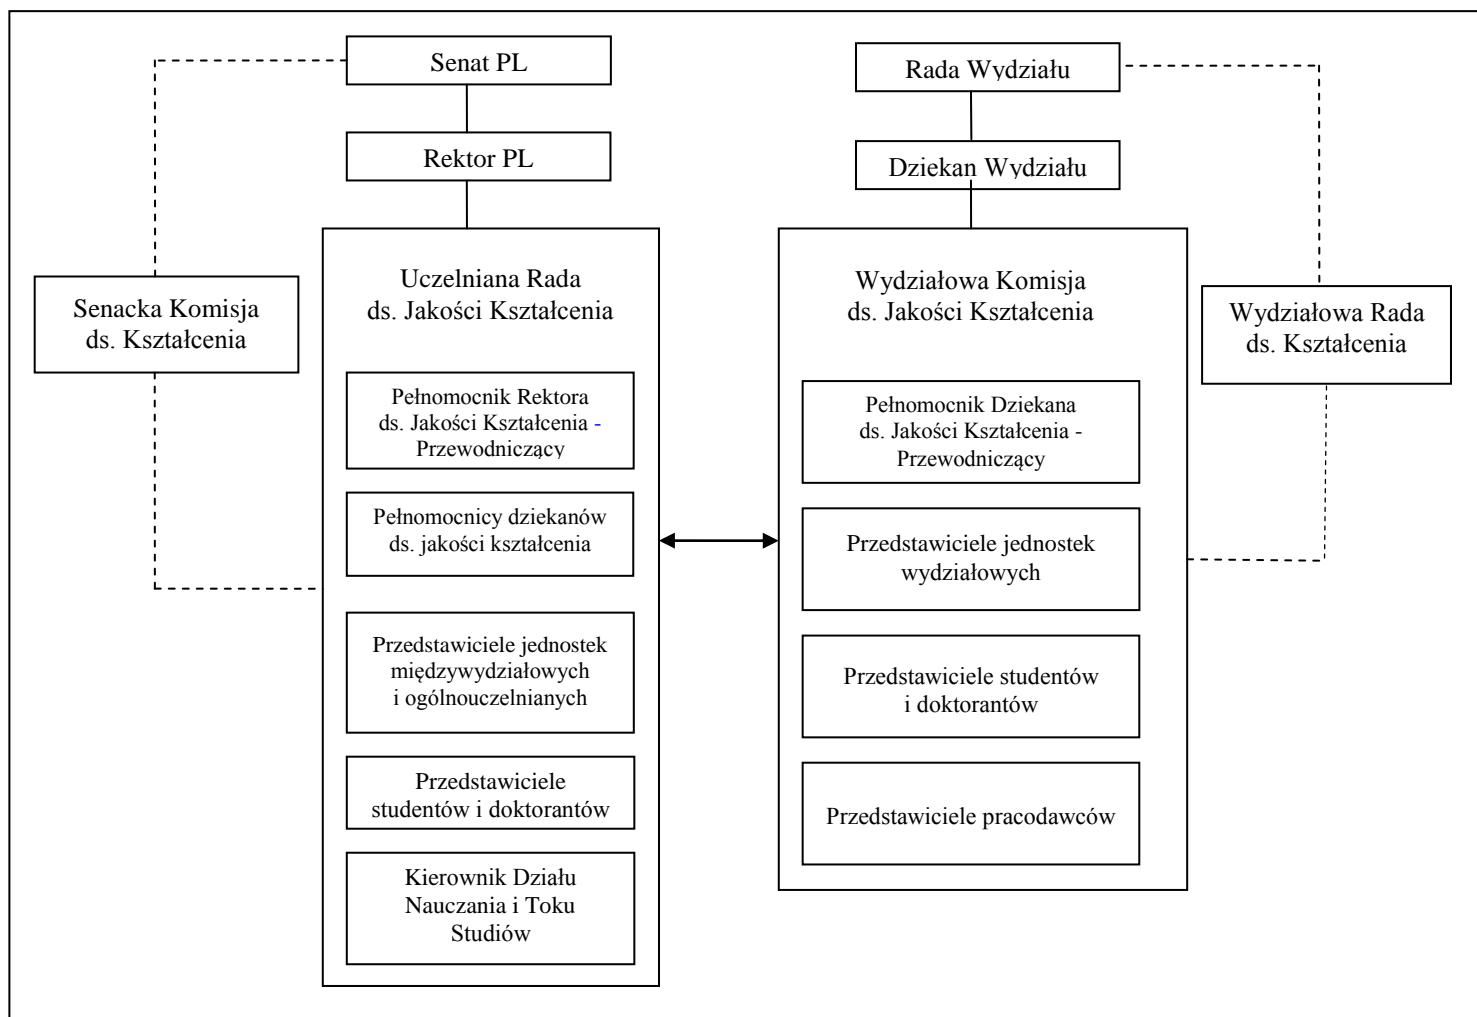 Senat PL
Rektor PL
Senacka Komisja
ds. Kształcenia
Uczelniana Rada
ds. Jakości Kształcenia
Pełnomocnik Rektora
ds. Jakości Kształcenia -
Przewodniczący
Pełnomocnicy dziekanów
ds. jakości kształcenia
Przedstawiciele jednostek
międzywydziałowych
i ogólnouczelnianych
Przedstawiciele
studentów i doktorantów
Kierownik Działu
Nauczania i Toku
Studiów
Rada Wydziału
Dziekan Wydziału
Wydziałowa Komisja
ds. Jakości Kształcenia
Pełnomocnik Dziekana
ds. Jakości Kształcenia -
Przewodniczący
Przedstawiciele jednostek
wydziałowych
Przedstawiciele studentów
i doktorantów
Przedstawiciele pracodawców
Wydziałowa Rada
ds. Kształcenia